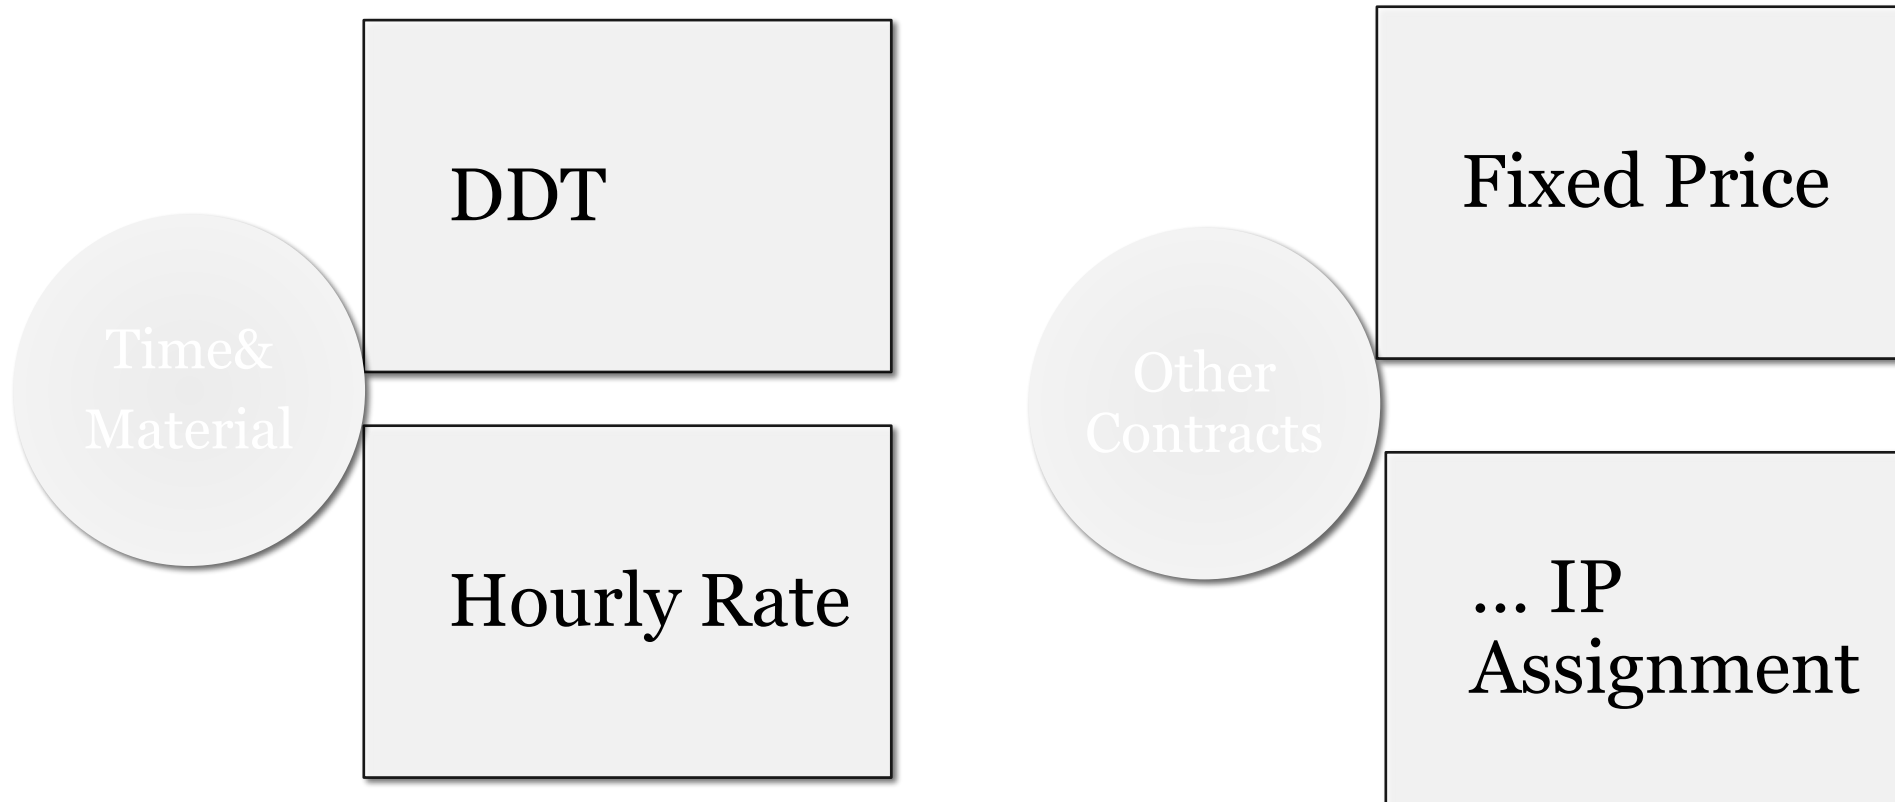 DDT
Time&
Material
Hourly Rate
Fixed Price
Other
Contracts
... IP
Assignment